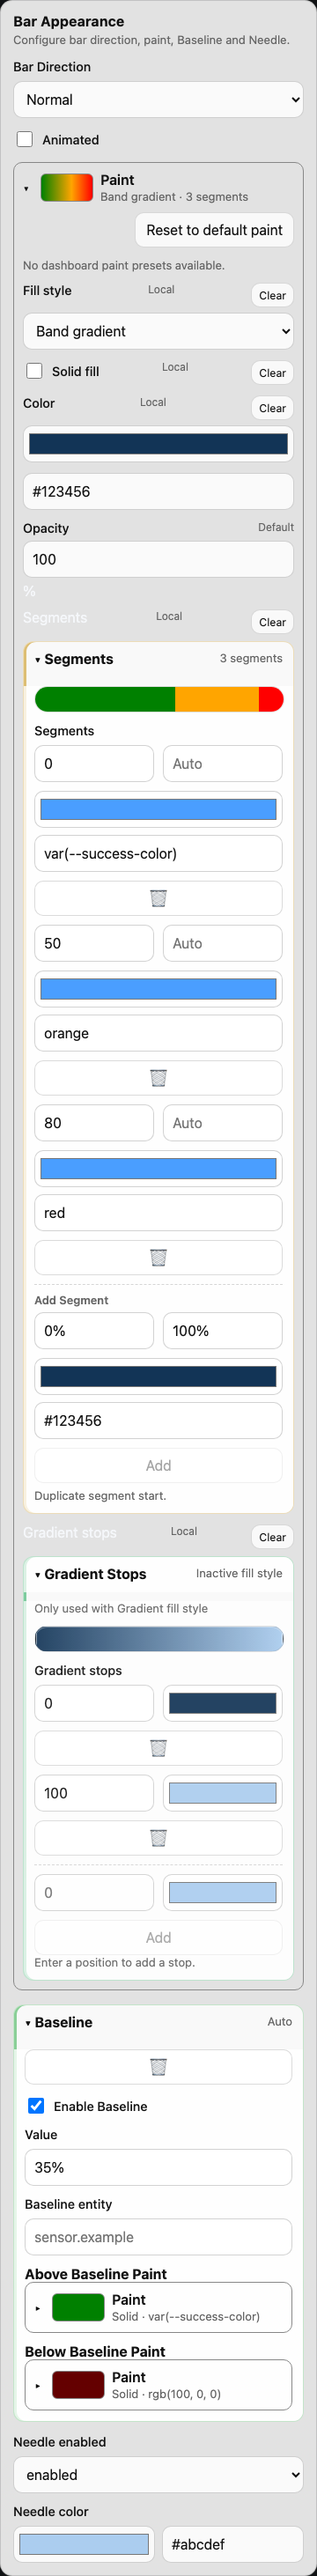 Bar Appearance
Configure bar direction, paint, Baseline and Needle.
Bar Direction
Normal
Animated
Paint
Band gradient · 3 segments
Reset to default paint
No dashboard paint presets available.
Fill style Local Clear
Band gradient
Solid fill Local Clear
Color Local Clear
#123456
Opacity Default
100
%
Segments Local Clear
Segments 3 segments
Segments
0 Auto
var(--success-color)
50 Auto
orange
80 Auto
red
Add Segment
0% 100%
#123456
Add
Duplicate segment start.
Gradient stops Local Clear
Gradient Stops Inactive fill style
Only used with Gradient fill style
Gradient stops
0
100
0
Add
Enter a position to add a stop.
Baseline Auto
Enable Baseline
Value
35%
Baseline entity
sensor.example
Above Baseline Paint
Paint
Solid · var(--success-color)
Below Baseline Paint
Paint
Solid · rgb(100, 0, 0)
Needle enabled
enabled
Needle color
#abcdef